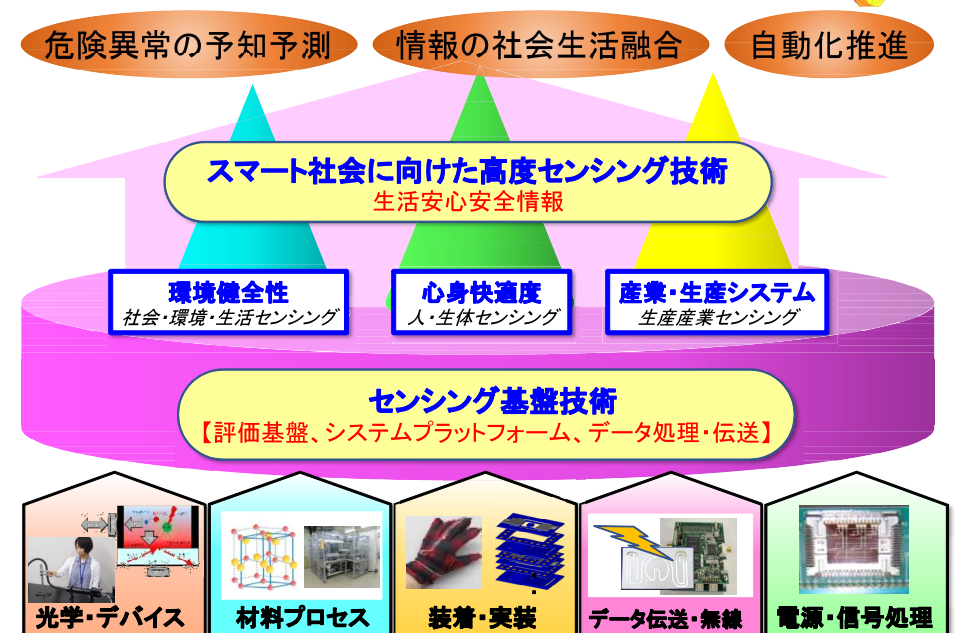 危険異常の予知予測
情報の社会生活融合
自動化推進
スマート社会に向けた高度センシング技術
生活安心安全情報
環境健全性
社会・環境・生活センシング
心身快適度
人・生体センシング
産業・生産システム
生産産業センシング
センシング基盤技術
【評価基盤、システムプラットフォーム、データ処理・伝送】
光学・デバイス
材料プロセス
装着・実装
データ伝送・無線
電源・信号処理